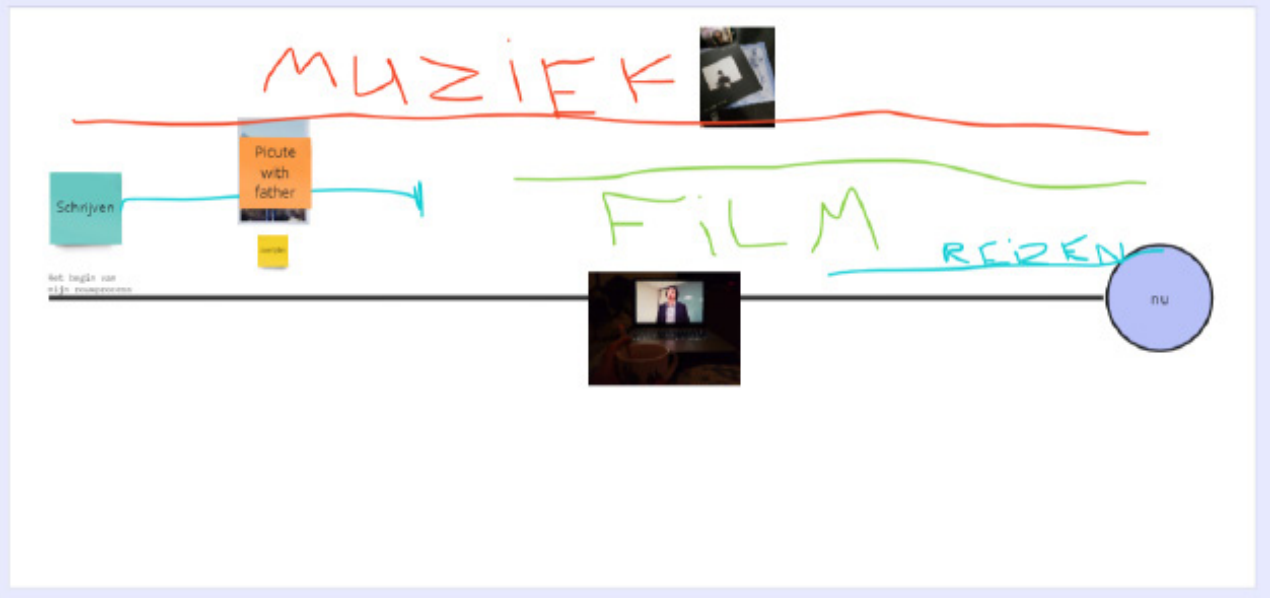 MUZiEK
Picute
with
father
Schrijven
FiLM
REIZEN
Het begin van
mijn rouwproces
nu